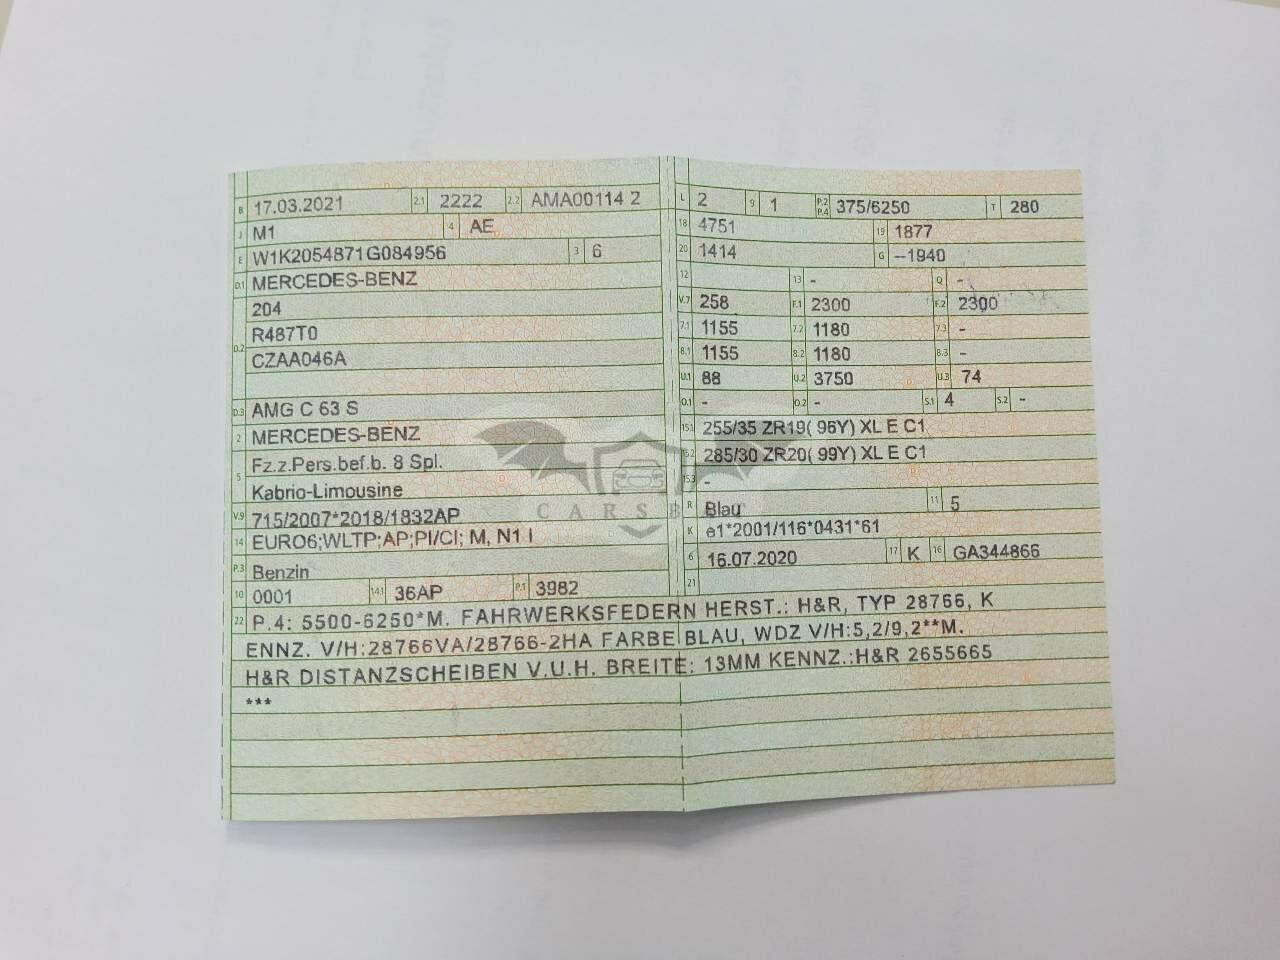 B 17.03.2021 2.1 2222 2.2 AMA00114 2
J M1 4 AE
E W1K2054871G084956 3 6
D.1 MERCEDES-BENZ
204
D.2 R487T0
CZAA046A
D.3 AMG C 63 S
2 MERCEDES-BENZ
5 Fz.z.Pers.bef.b. 8 Spl.
Kabrio-Limousine
V.9 715/2007*2018/1832AP
14 EURO6;WLTP;AP;PI/CI; M, N1 I
P.3 Benzin
10 0001 14.1 36AP P.1 3982
L 2 9 1 P.2 P.4 375/6250 T 280
18 4751 19 1877
20 1414 G --1940
12 13 - Q -
V.7 258 F.1 2300 F.2 2300
7.1 1155 7.2 1180 7.3 -
8.1 1155 8.2 1180 8.3 -
U.1 88 U.2 3750 U.3 74
O.1 - O.2 - S.1 4 S.2 -
15.1 255/35 ZR19( 96Y) XL E C1
15.2 285/30 ZR20( 99Y) XL E C1
15.3 -
R Blau 11 5
K e1*2001/116*0431*61
6 16.07.2020 17 K 16 GA344866
21
22 P.4: 5500-6250*M. FAHRWERKSFEDERN HERST.: H&R, TYP 28766, K
ENNZ. V/H:28766VA/28766-2HA FARBE BLAU, WDZ V/H:5,2/9,2**M.
H&R DISTANZSCHEIBEN V.U.H. BREITE: 13MM KENNZ.:H&R 2655665
***